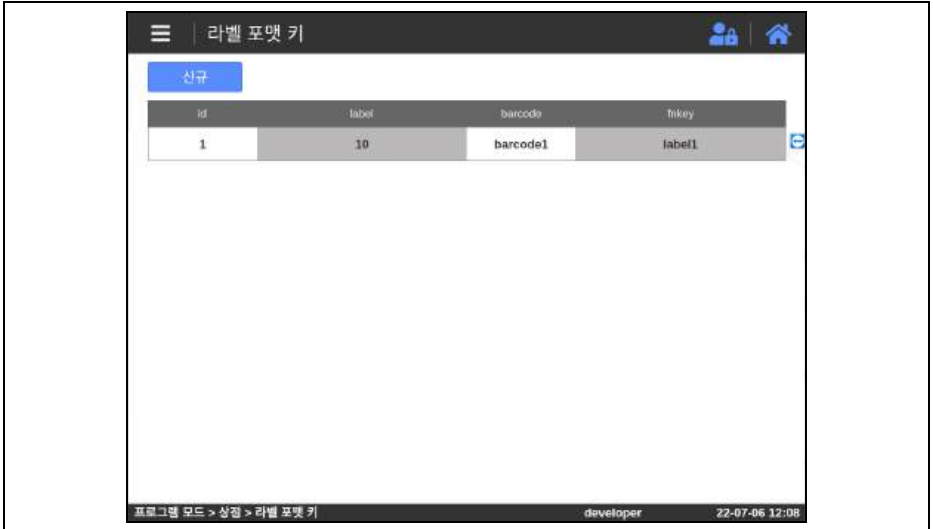 라벨 포맷 키
신규
id label barcode fnkey
1 10 barcode1 label1
프로그램 모드 > 상점 > 라벨 포맷 키 developer 22-07-06 12:08